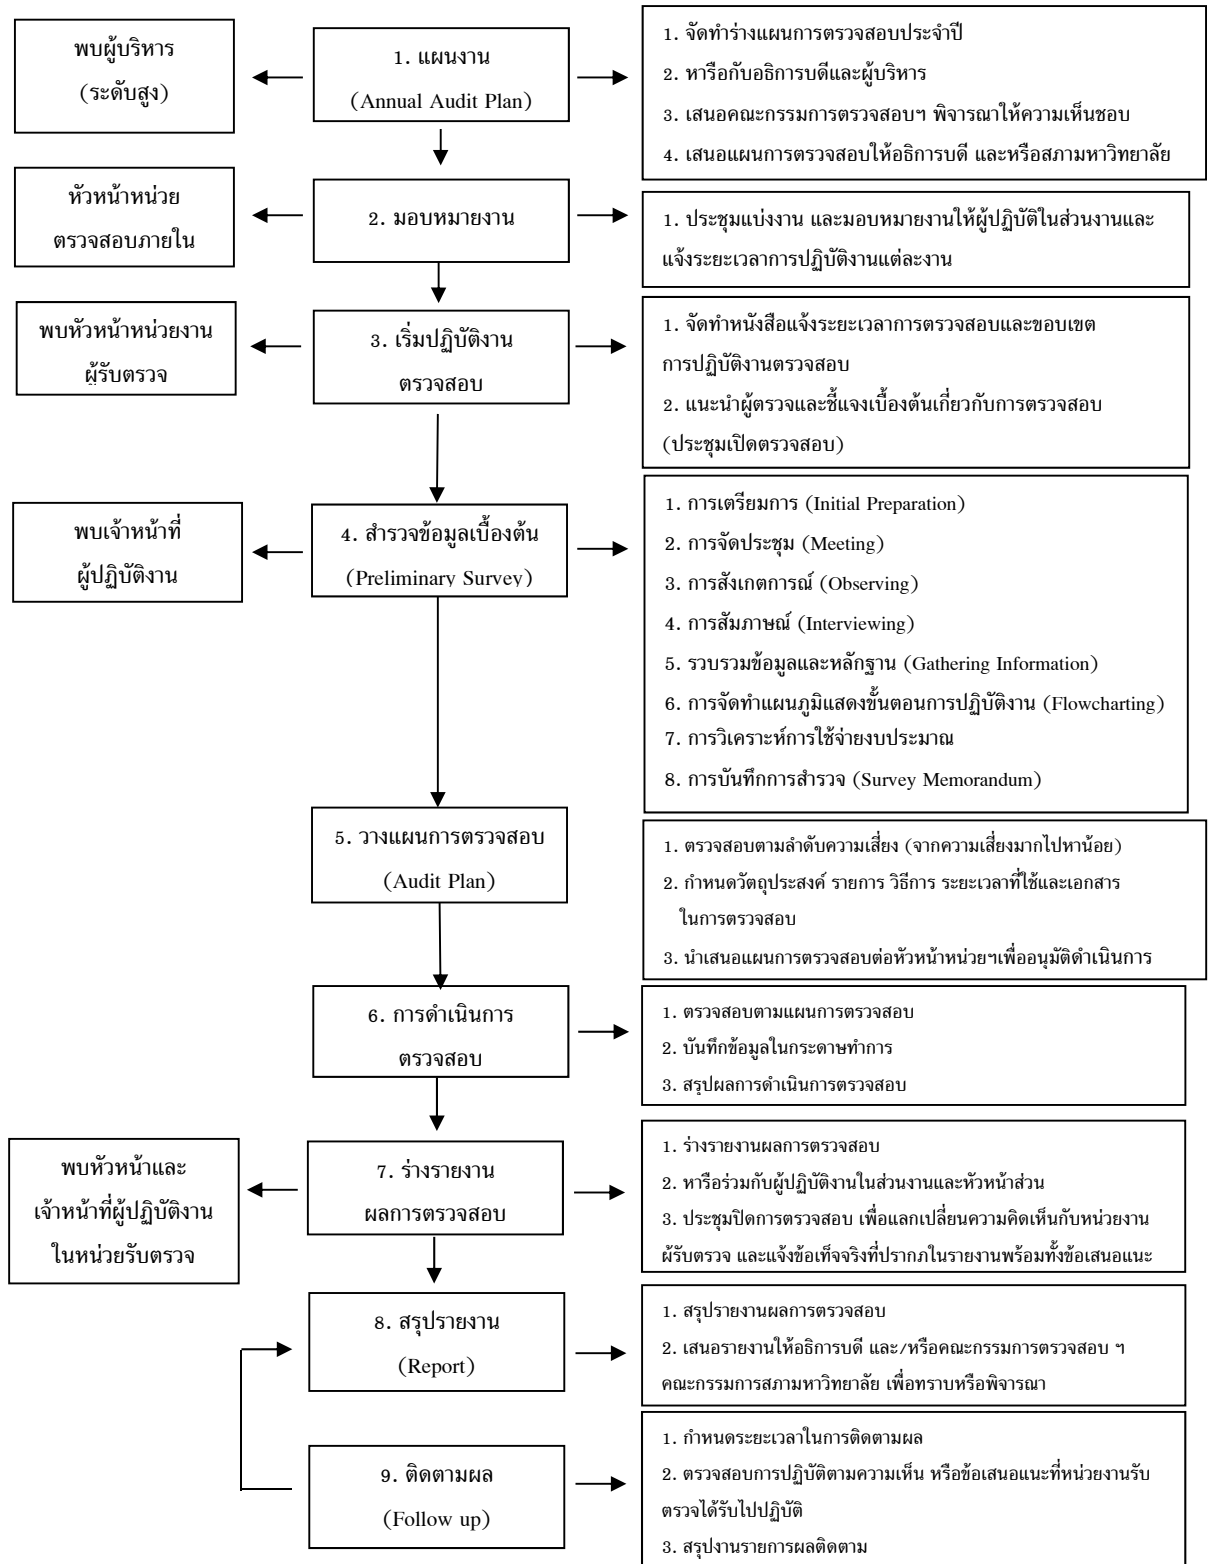 พบผู้บริหาร
(ระดับสูง)
1. แผนงาน
(Annual Audit Plan)
1. จัดทำร่างแผนการตรวจสอบประจำปี
2. หารือกับอธิการบดีและผู้บริหาร
3. เสนอคณะกรรมการตรวจสอบฯ พิจารณาให้ความเห็นชอบ
4. เสนอแผนการตรวจสอบให้อธิการบดี และหรือสภามหาวิทยาลัย
หัวหน้าหน่วย
ตรวจสอบภายใน
2. มอบหมายงาน
1. ประชุมแบ่งงาน และมอบหมายงานให้ผู้ปฏิบัติในส่วนงานและ
แจ้งระยะเวลาการปฏิบัติงานแต่ละงาน
พบหัวหน้าหน่วยงาน
ผู้รับตรวจ
3. เริ่มปฏิบัติงาน
ตรวจสอบ
1. จัดทำหนังสือแจ้งระยะเวลาการตรวจสอบและขอบเขต
การปฏิบัติงานตรวจสอบ
2. แนะนำผู้ตรวจและชี้แจงเบื้องต้นเกี่ยวกับการตรวจสอบ
(ประชุมเปิดตรวจสอบ)
พบเจ้าหน้าที่
ผู้ปฏิบัติงาน
4. สำรวจข้อมูลเบื้องต้น
(Preliminary Survey)
1. การเตรียมการ (Initial Preparation)
2. การจัดประชุม (Meeting)
3. การสังเกตการณ์ (Observing)
4. การสัมภาษณ์ (Interviewing)
5. รวบรวมข้อมูลและหลักฐาน (Gathering Information)
6. การจัดทำแผนภูมิแสดงขั้นตอนการปฏิบัติงาน (Flowcharting)
7. การวิเคราะห์การใช้จ่ายงบประมาณ
8. การบันทึกการสำรวจ (Survey Memorandum)
5. วางแผนการตรวจสอบ
(Audit Plan)
1. ตรวจสอบตามลำดับความเสี่ยง (จากความเสี่ยงมากไปหาน้อย)
2. กำหนดวัตถุประสงค์ รายการ วิธีการ ระยะเวลาที่ใช้และเอกสาร
ในการตรวจสอบ
3. นำเสนอแผนการตรวจสอบต่อหัวหน้าหน่วยฯเพื่ออนุมัติดำเนินการ
6. การดำเนินการ
ตรวจสอบ
1. ตรวจสอบตามแผนการตรวจสอบ
2. บันทึกข้อมูลในกระดาษทำการ
3. สรุปผลการดำเนินการตรวจสอบ
พบหัวหน้าและ
เจ้าหน้าที่ผู้ปฏิบัติงาน
ในหน่วยรับตรวจ
7. ร่างรายงาน
ผลการตรวจสอบ
1. ร่างรายงานผลการตรวจสอบ
2. หารือร่วมกับผู้ปฏิบัติงานในส่วนงานและหัวหน้าส่วน
3. ประชุมปิดการตรวจสอบ เพื่อแลกเปลี่ยนความคิดเห็นกับหน่วยงาน
ผู้รับตรวจ และแจ้งข้อเท็จจริงที่ปรากฏในรายงานพร้อมทั้งข้อเสนอแนะ
8. สรุปรายงาน
(Report)
1. สรุปรายงานผลการตรวจสอบ
2. เสนอรายงานให้อธิการบดี และ/หรือคณะกรรมการตรวจสอบ ฯ
คณะกรรมการสภามหาวิทยาลัย เพื่อทราบหรือพิจารณา
9. ติดตามผล
(Follow up)
1. กำหนดระยะเวลาในการติดตามผล
2. ตรวจสอบการปฏิบัติตามความเห็น หรือข้อเสนอแนะที่หน่วยงานรับ
ตรวจได้รับไปปฏิบัติ
3. สรุปงานรายการผลติดตาม